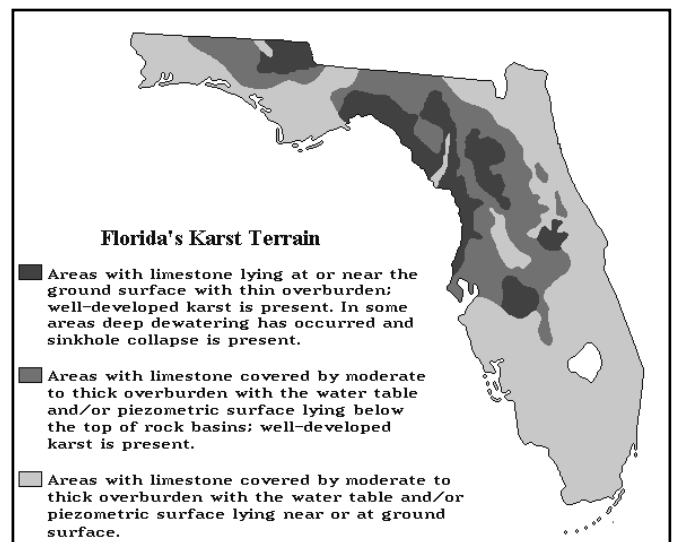 Florida's Karst Terrain
Areas with limestone lying at or near the
ground surface with thin overburden;
well-developed karst is present. In some
areas deep dewatering has occurred and
sinkhole collapse is present.
Areas with limestone covered by moderate
to thick overburden with the water table
and/or piezometric surface lying below
the top of rock basins; well-developed
karst is present.
Areas with limestone covered by moderate to
thick overburden with the water table and/or
piezometric surface lying near or at ground
surface.